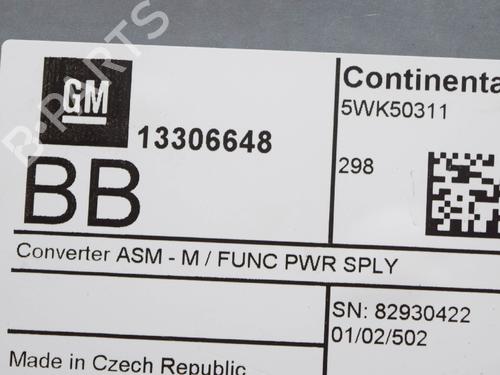 GM
13306648
BB
Continenta
5WK50311
298
Converter ASM - M / FUNC PWR SPLY
SN: 82930422
01/02/502
Made in Czech Republic
B-PARTS